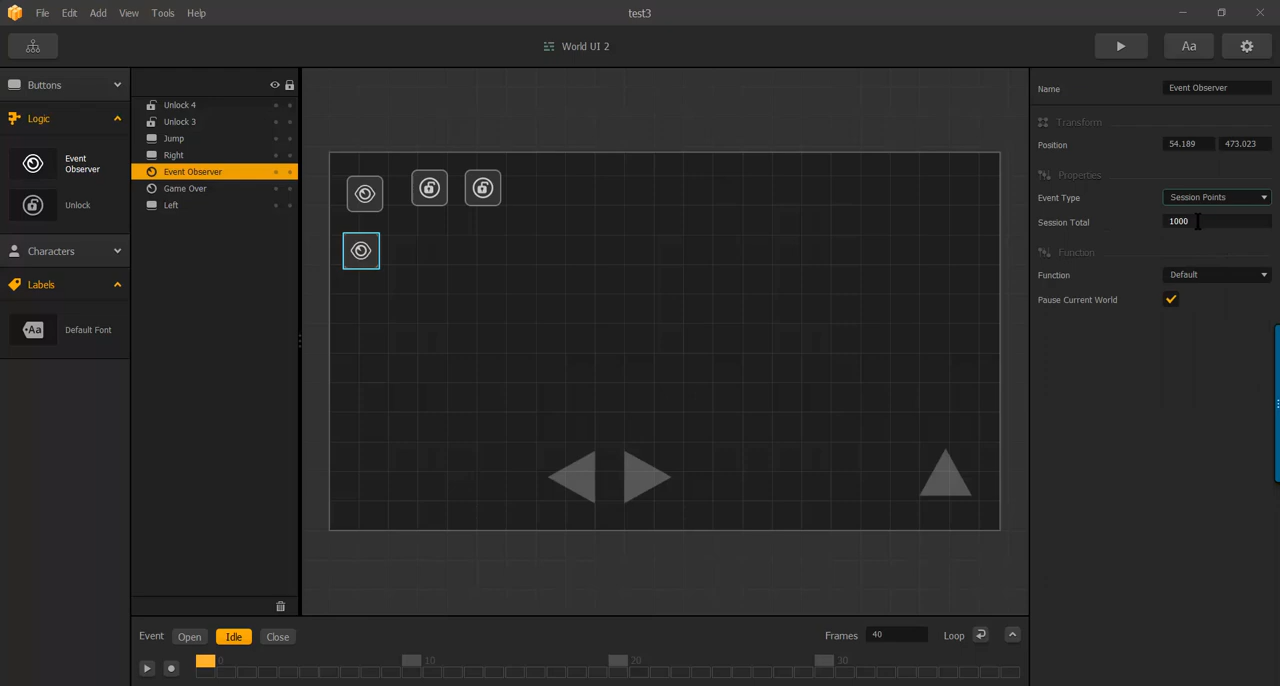 File Edit Add View Tools Help
test3
World UI 2
Aa
Buttons
Logic
Event Observer
Unlock
Characters
Labels
Aa Default Font
Unlock 4
Unlock 3
Jump
Right
Event Observer
Game Over
Left
Name Event Observer
Transform
Position 54.189 473.023
Properties
Event Type Session Points
Session Total 1000
Function
Function Default
Pause Current World
Event Open Idle Close
Frames 40 Loop
0 10 20 30